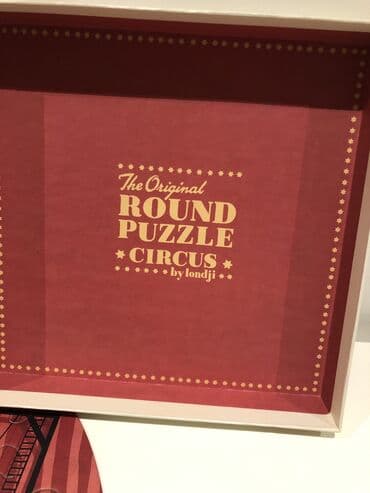 The Original
ROUND
PUZZLE
CIRCUS
by londji